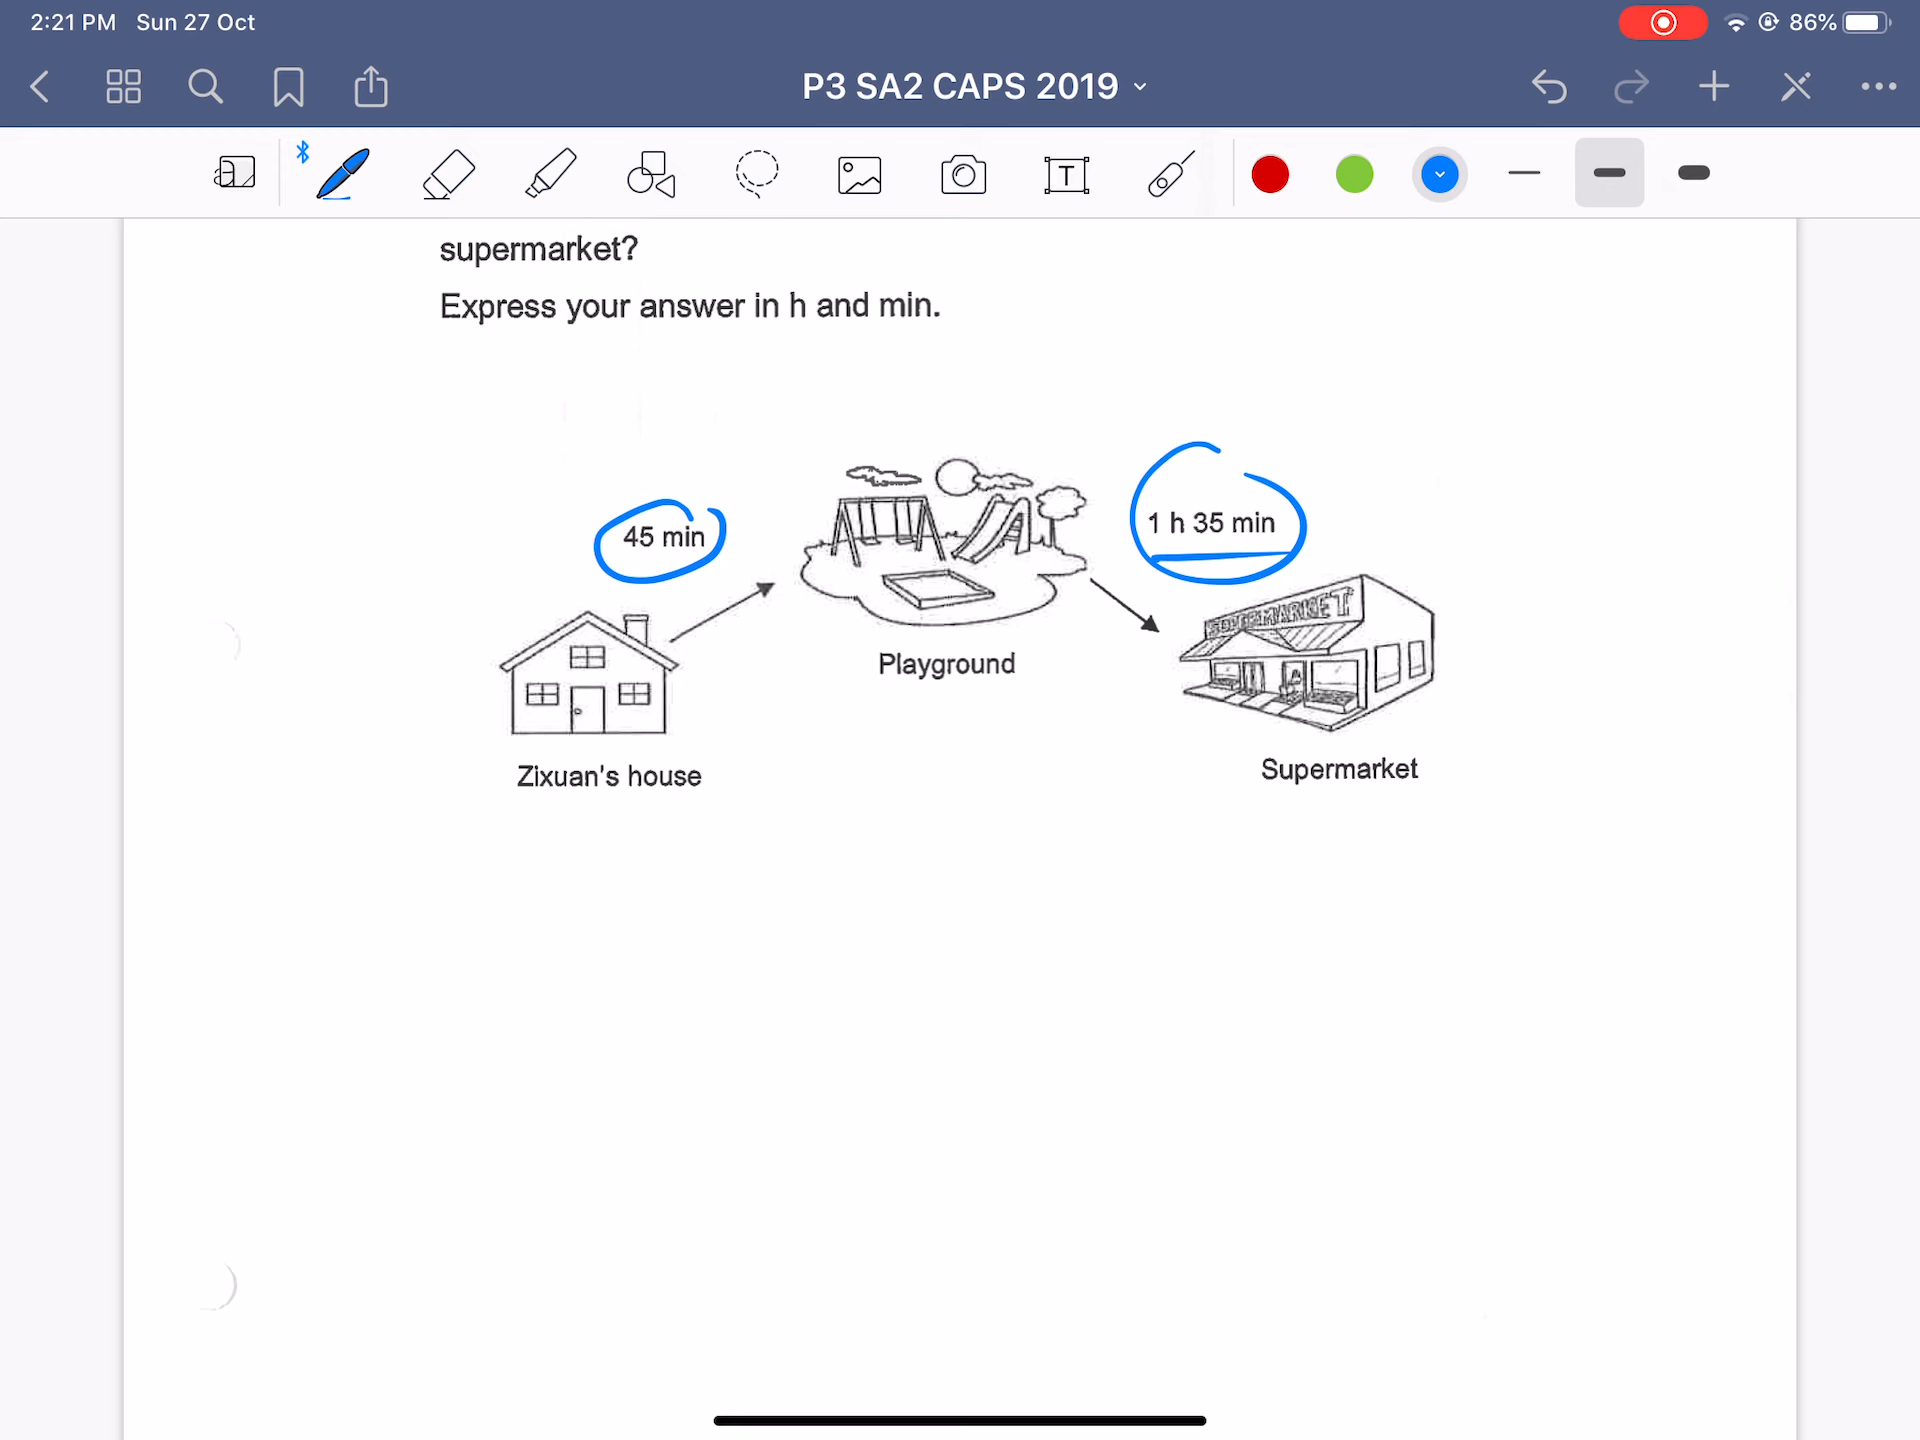 2:21 PM Sun 27 Oct
86%
P3 SA2 CAPS 2019
supermarket?
Express your answer in h and min.
45 min
1 h 35 min
SUPERMARKET
Playground
Zixuan's house
Supermarket